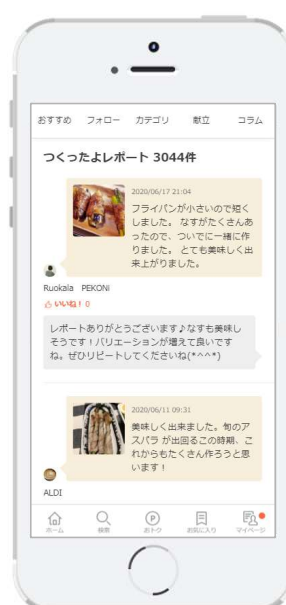 おすすめ フォロー カテゴリ 献立 コラム
つくったよレポート 3044件
2020/06/17 21:04
フライパンが小さいので短く
しました。 なすがたくさんあ
ったので、ついでに一緒に作
りました。 とても美味しく出
来上がりました。
Ruokala PEKONI
いいね！0
レポートありがとうございます♪なすも美味し
そうです！バリエーションが増えて良いです
ね。ぜひリピートしてくださいね(*^^*)
2020/06/11 09:31
美味しく出来ました。旬のア
スパラ が出回るこの時期、こ
れからもたくさん作ろうと思
います！
ALDI
ホーム 検索 おトク お気に入り マイページ